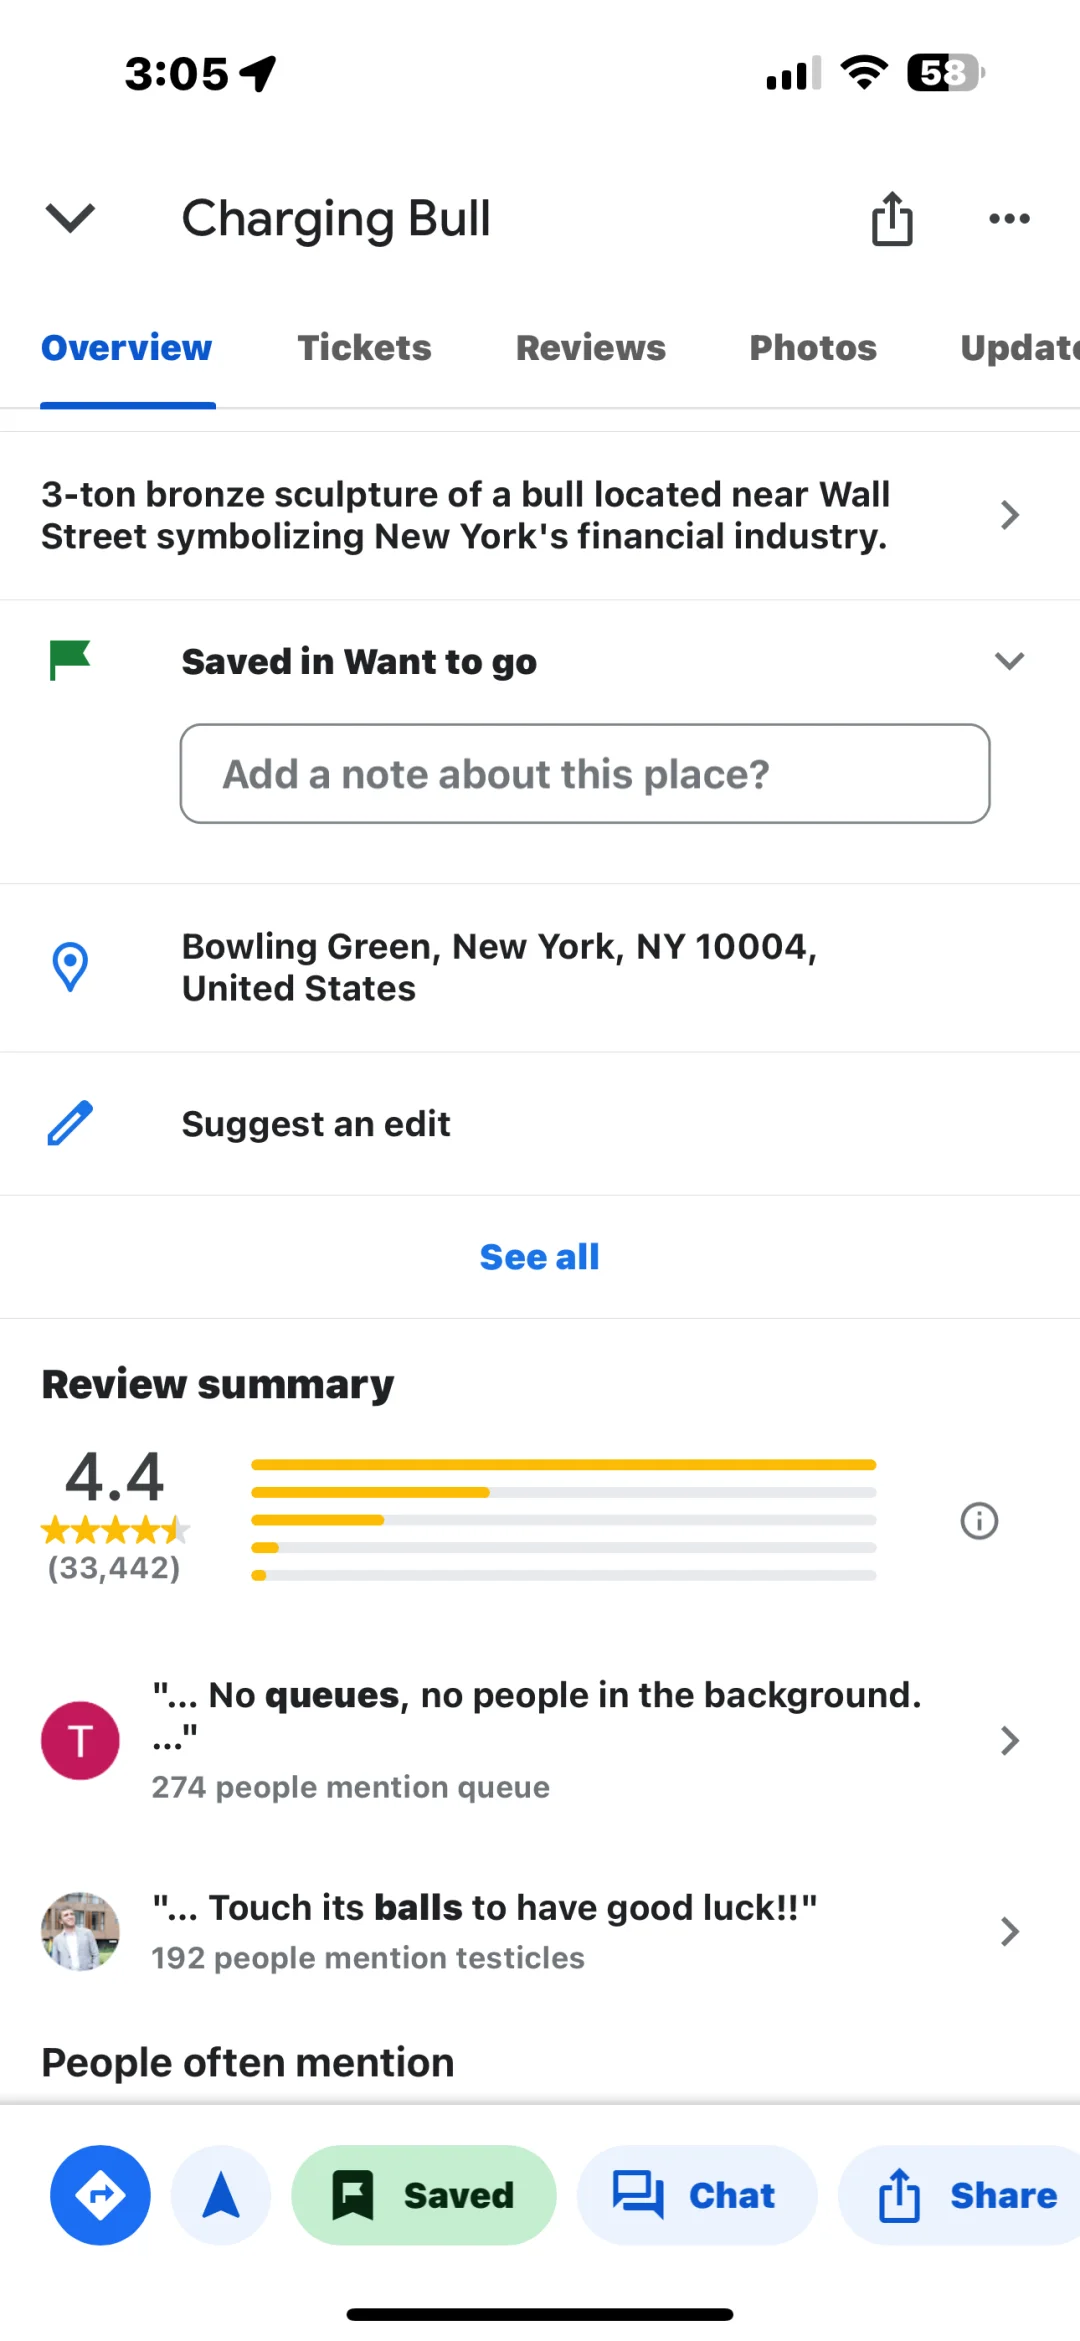 3:05
58
Charging Bull
Overview
Tickets
Reviews
Photos
Update
3-ton bronze sculpture of a bull located near Wall
Street symbolizing New York's financial industry.
Saved in Want to go
Add a note about this place?
Bowling Green, New York, NY 10004,
United States
Suggest an edit
See all
Review summary
4.4
(33,442)
"... No queues, no people in the background.
..."
T
274 people mention queue
"... Touch its balls to have good luck!!"
192 people mention testicles
People often mention
Saved
Chat
Share